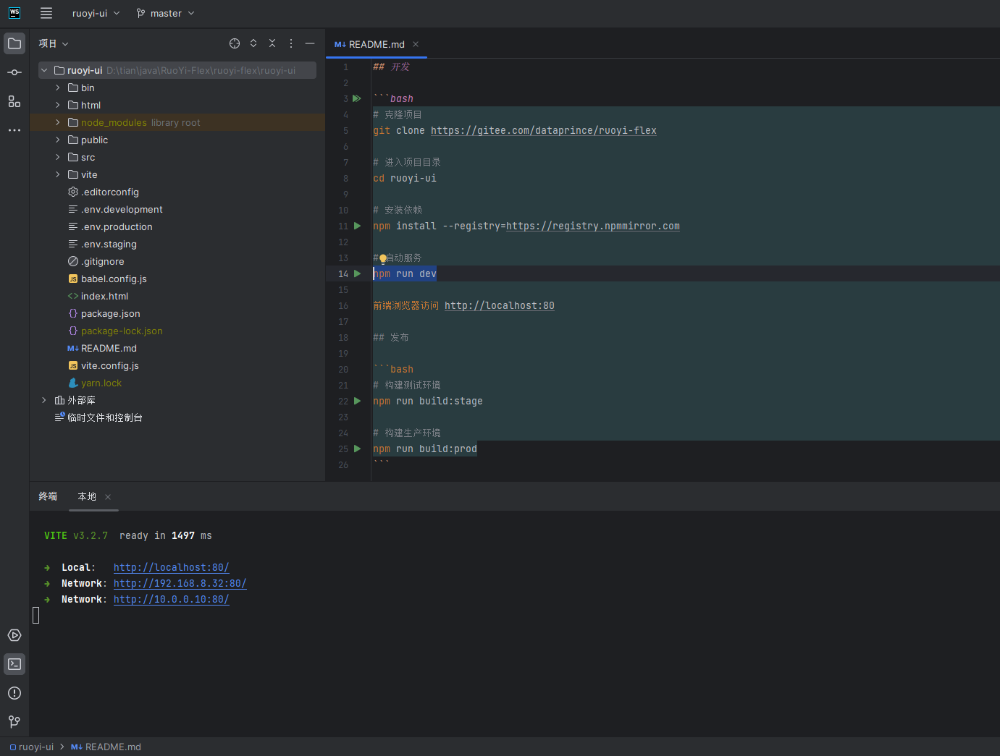 WS
ruoyi-ui
master
项目
ruoyi-ui D:\tian\java\RuoYi-Flex\ruoyi-flex\ruoyi-ui
bin
html
node_modules library root
public
src
vite
.editorconfig
.env.development
.env.production
.env.staging
.gitignore
JS babel.config.js
<> index.html
{} package.json
{} package-lock.json
M↓ README.md
JS vite.config.js
yarn.lock
外部库
临时文件和控制台
M↓ README.md
1 ## 开发
2
3 ```bash
4 # 克隆项目
5 git clone https://gitee.com/dataprince/ruoyi-flex
6
7 # 进入项目目录
8 cd ruoyi-ui
9
10 # 安装依赖
11 npm install --registry=https://registry.npmmirror.com
12
13 # 启动服务
14 npm run dev
15
16 前端浏览器访问 http://localhost:80
17
18 ## 发布
19
20 ```bash
21 # 构建测试环境
22 npm run build:stage
23
24 # 构建生产环境
25 npm run build:prod
26 ```
终端
本地
VITE v3.2.7 ready in 1497 ms
➜ Local: http://localhost:80/
➜ Network: http://192.168.8.32:80/
➜ Network: http://10.0.0.10:80/
ruoyi-ui > M↓ README.md